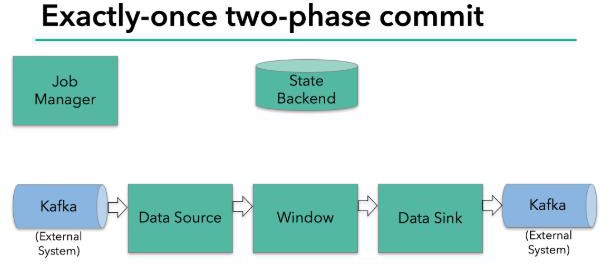 Exactly-once two-phase commit
Job
Manager
State
Backend
Kafka
(External
System)
Data Source
Window
Data Sink
Kafka
(External
System)